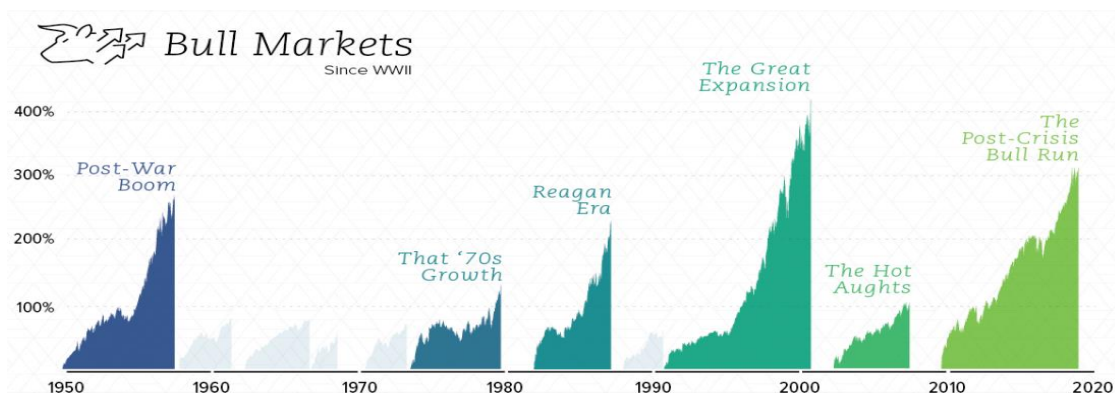 Bull Markets
Since WWII
The Great
Expansion
400%
The
Post-Crisis
Bull Run
Post-War
Boom
300%
Reagan
Era
200%
That ‘70s
Growth
The Hot
Aughts
100%
1950 1960 1970 1980 1990 2000 2010 2020